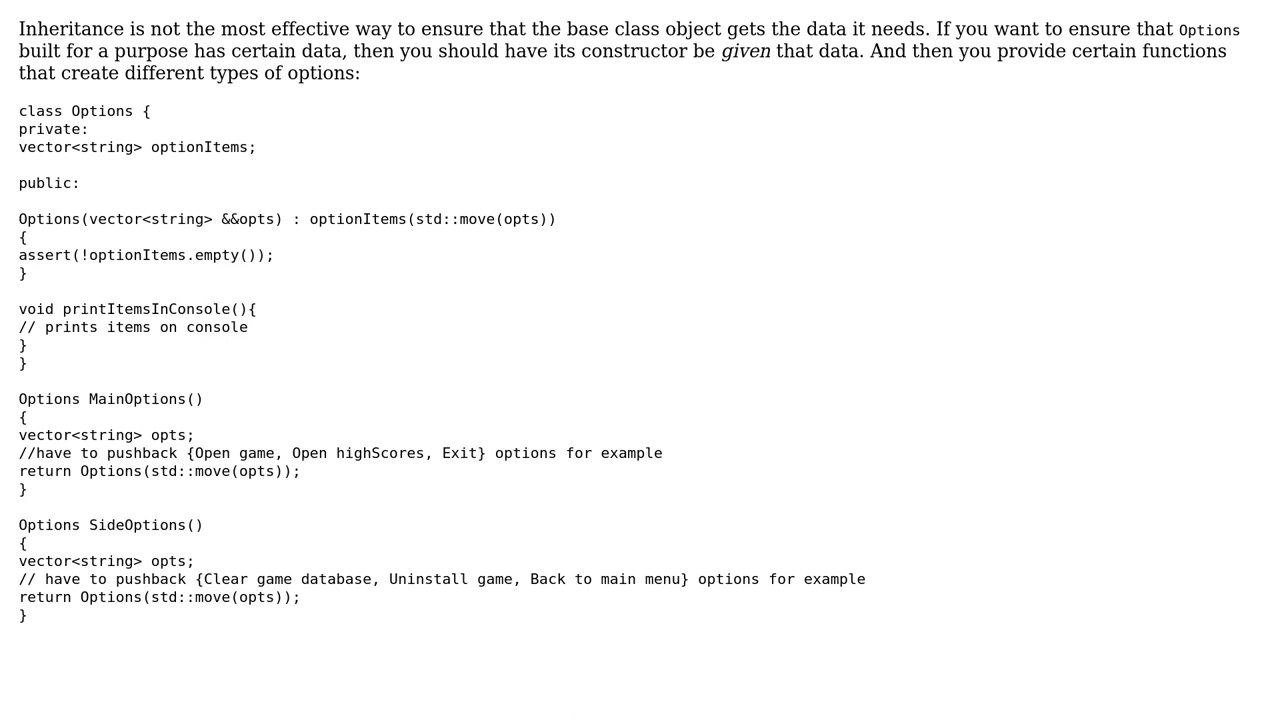 Inheritance is not the most effective way to ensure that the base class object gets the data it needs. If you want to ensure that Options
built for a purpose has certain data, then you should have its constructor be given that data. And then you provide certain functions
that create different types of options:
class Options {
private:
vector<string> optionItems;
public:
Options(vector<string> &&opts) : optionItems(std::move(opts))
{
assert(!optionItems.empty());
}
void printItemsInConsole(){
// prints items on console
}
}
Options MainOptions()
{
vector<string> opts;
//have to pushback {Open game, Open highScores, Exit} options for example
return Options(std::move(opts));
}
Options SideOptions()
{
vector<string> opts;
// have to pushback {Clear game database, Uninstall game, Back to main menu} options for example
return Options(std::move(opts));
}